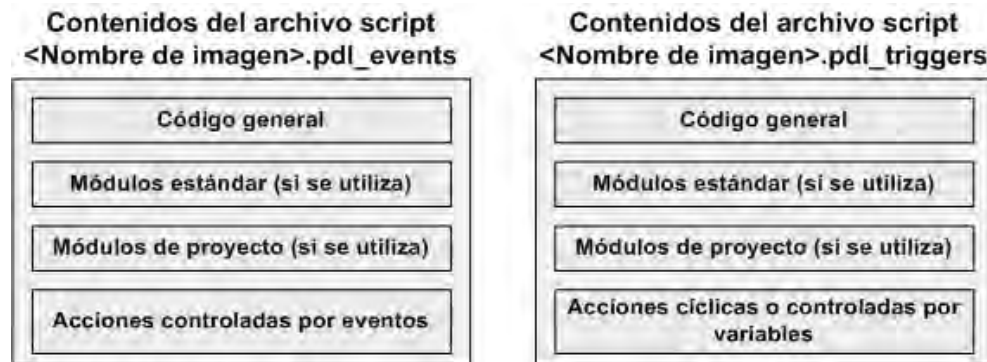 Contenidos del archivo script
<Nombre de imagen>.pdl_events
Código general
Módulos estándar (si se utiliza)
Módulos de proyecto (si se utiliza)
Acciones controladas por eventos
Contenidos del archivo script
<Nombre de imagen>.pdl_triggers
Código general
Módulos estándar (si se utiliza)
Módulos de proyecto (si se utiliza)
Acciones cíclicas o controladas por
variables